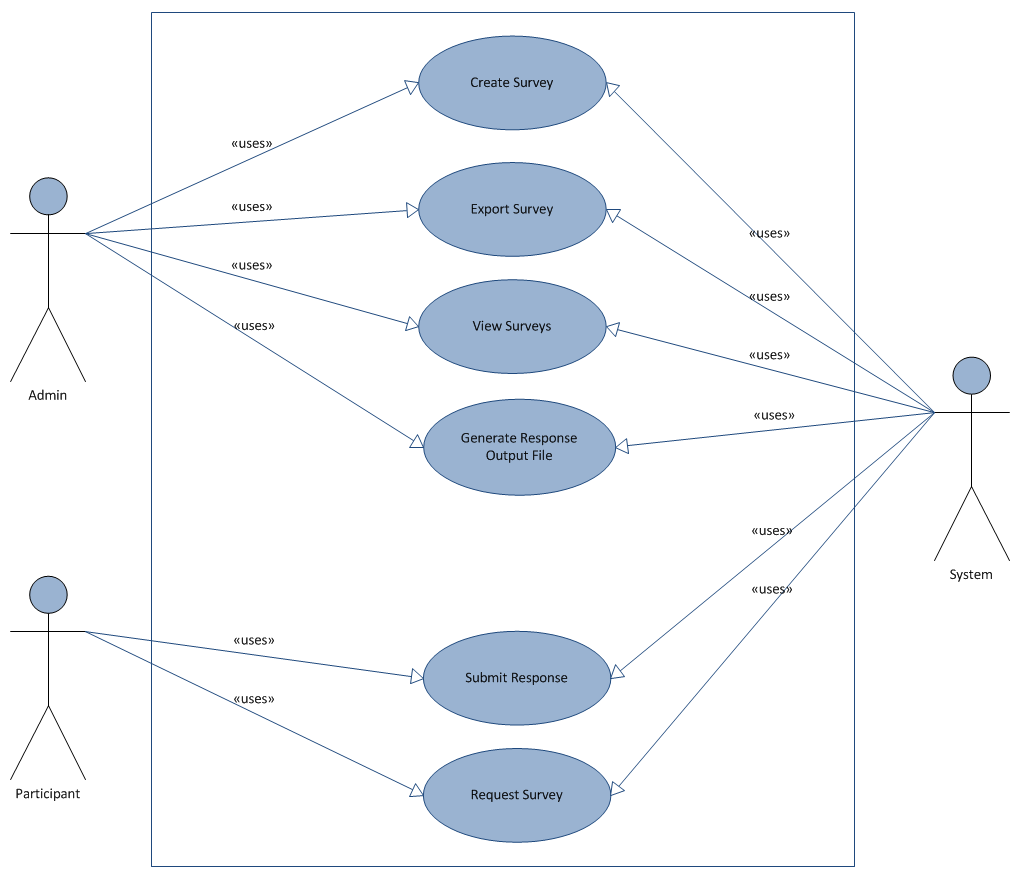 Create Survey
«uses»
Export Survey
«uses»
«uses»
«uses»
«uses»
View Surveys
«uses»
«uses»
Admin
«uses»
Generate Response
Output File
«uses»
System
«uses»
«uses»
Submit Response
«uses»
Participant
Request Survey